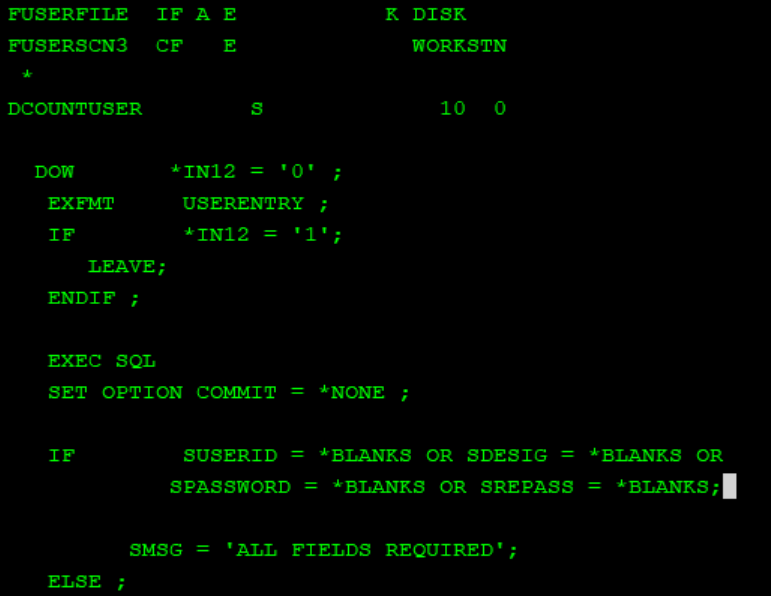 FUSERFILE  IF A E           K DISK
FUSERSCN3  CF   E             WORKSTN
 *
DCOUNTUSER        S             10  0
  DOW       *IN12 = '0' ;
   EXFMT     USERENTRY ;
   IF        *IN12 = '1';
      LEAVE;
   ENDIF ;
   EXEC SQL
   SET OPTION COMMIT = *NONE ;
   IF        SUSERID = *BLANKS OR SDESIG = *BLANKS OR
            SPASSWORD = *BLANKS OR SREPASS = *BLANKS;
         SMSG = 'ALL FIELDS REQUIRED';
   ELSE ;